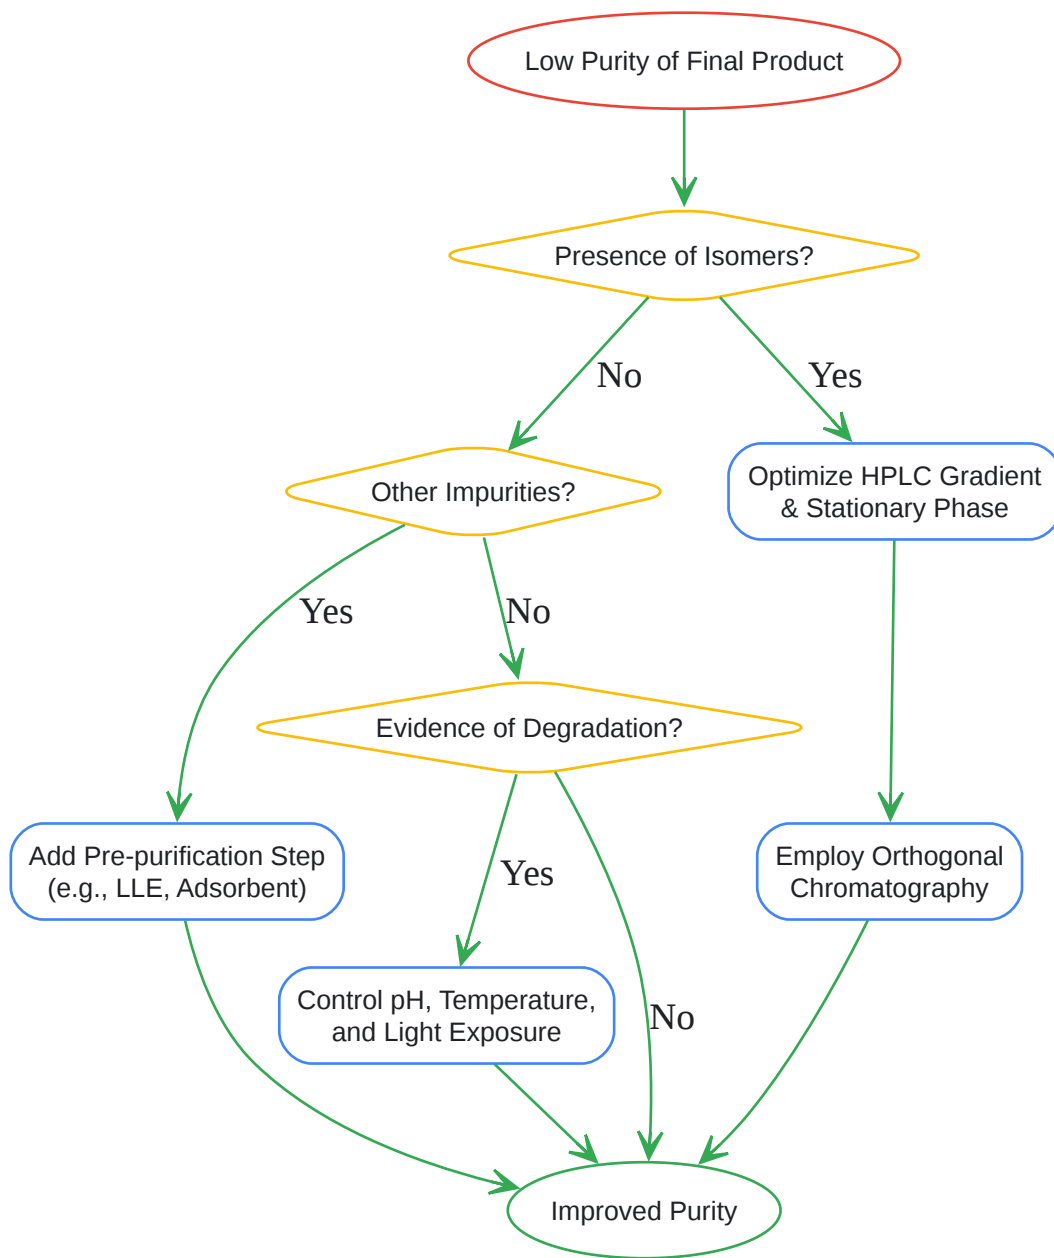 Low Purity of Final Product
Presence of Isomers?
No
Yes
Optimize HPLC Gradient
& Stationary Phase
Other Impurities?
Yes
No
Evidence of Degradation?
Add Pre-purification Step
(e.g., LLE, Adsorbent)
Yes
Employ Orthogonal
Chromatography
Control pH, Temperature,
and Light Exposure
No
Improved Purity